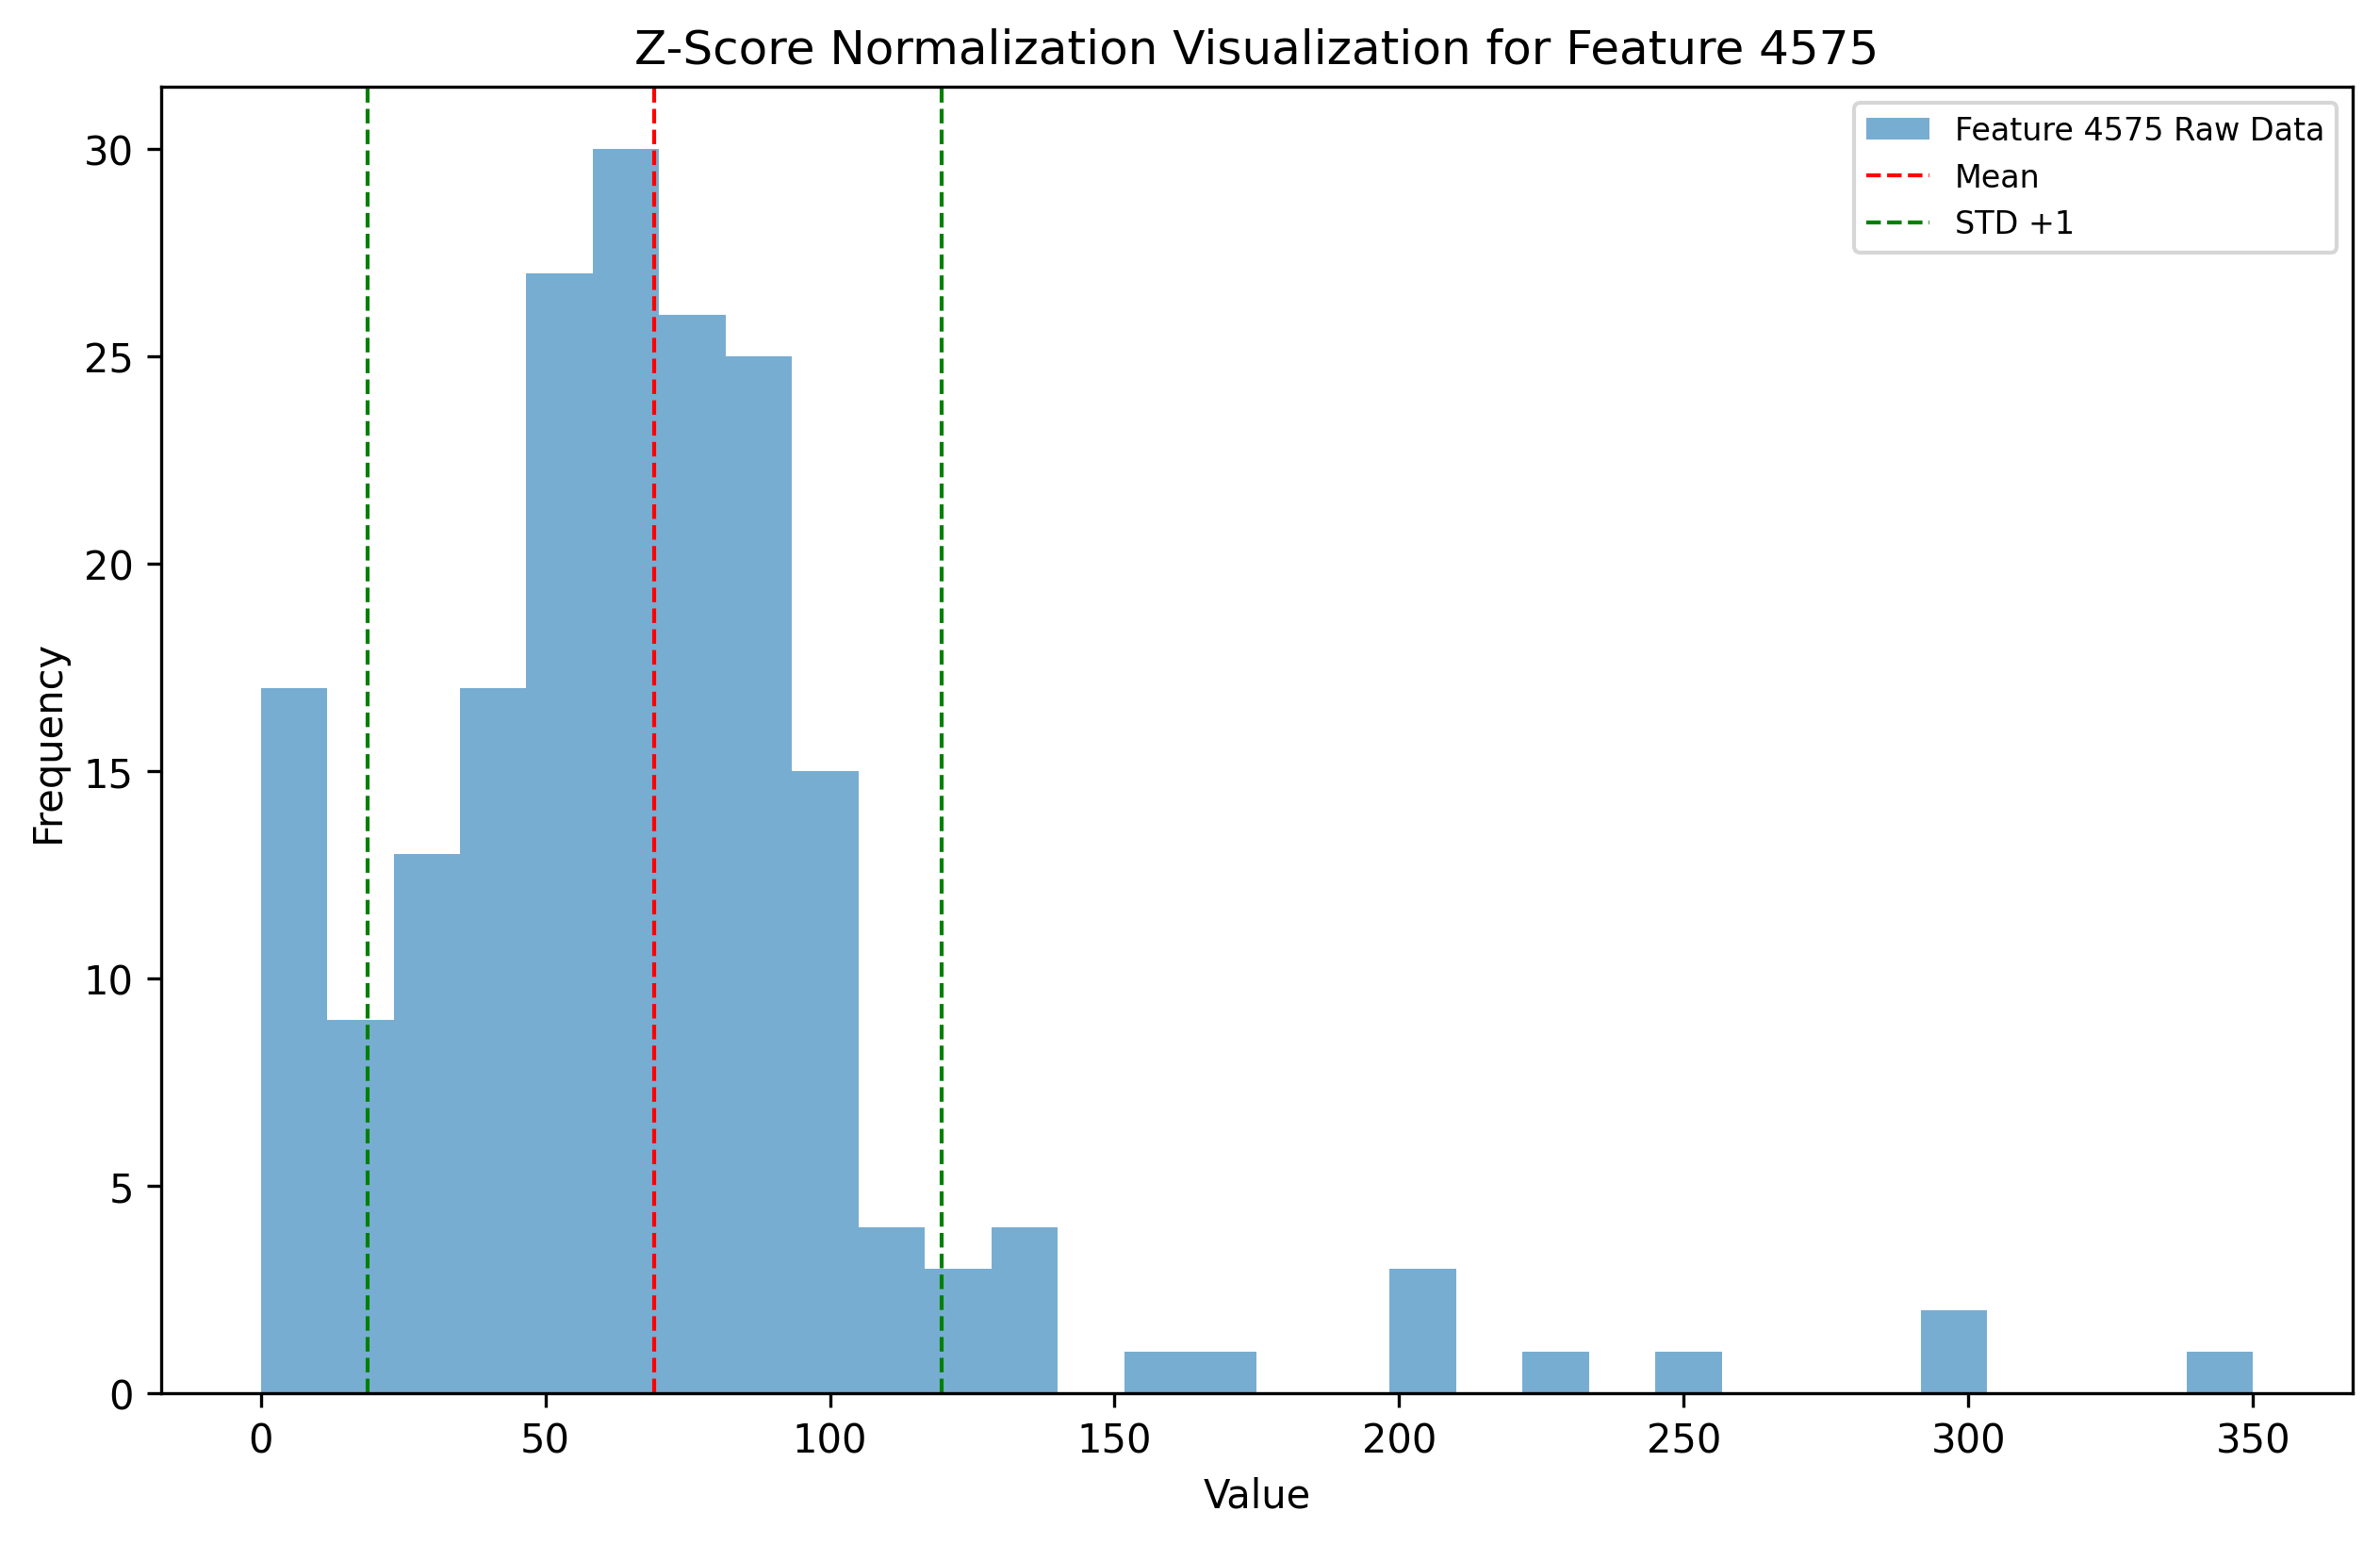 Z-Score Normalization Visualization for Feature 4575
Feature 4575 Raw Data
Mean
STD +1
Frequency
30
25
20
15
10
5
0
0 50 100 150 200 250 300 350
Value